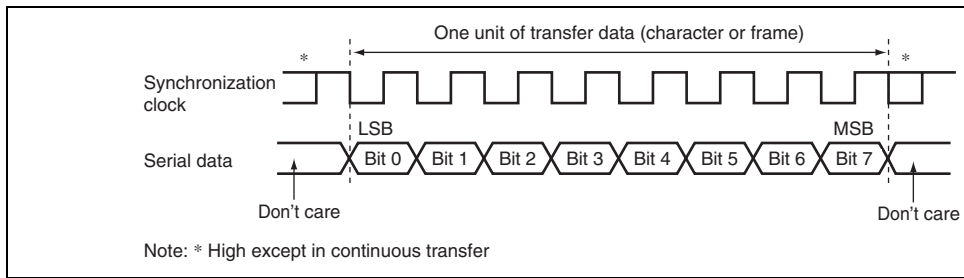 One unit of transfer data (character or frame)
* *
Synchronization
clock
LSB MSB
Serial data Bit 0 Bit 1 Bit 2 Bit 3 Bit 4 Bit 5 Bit 6 Bit 7
Don't care Don't care
Note: * High except in continuous transfer